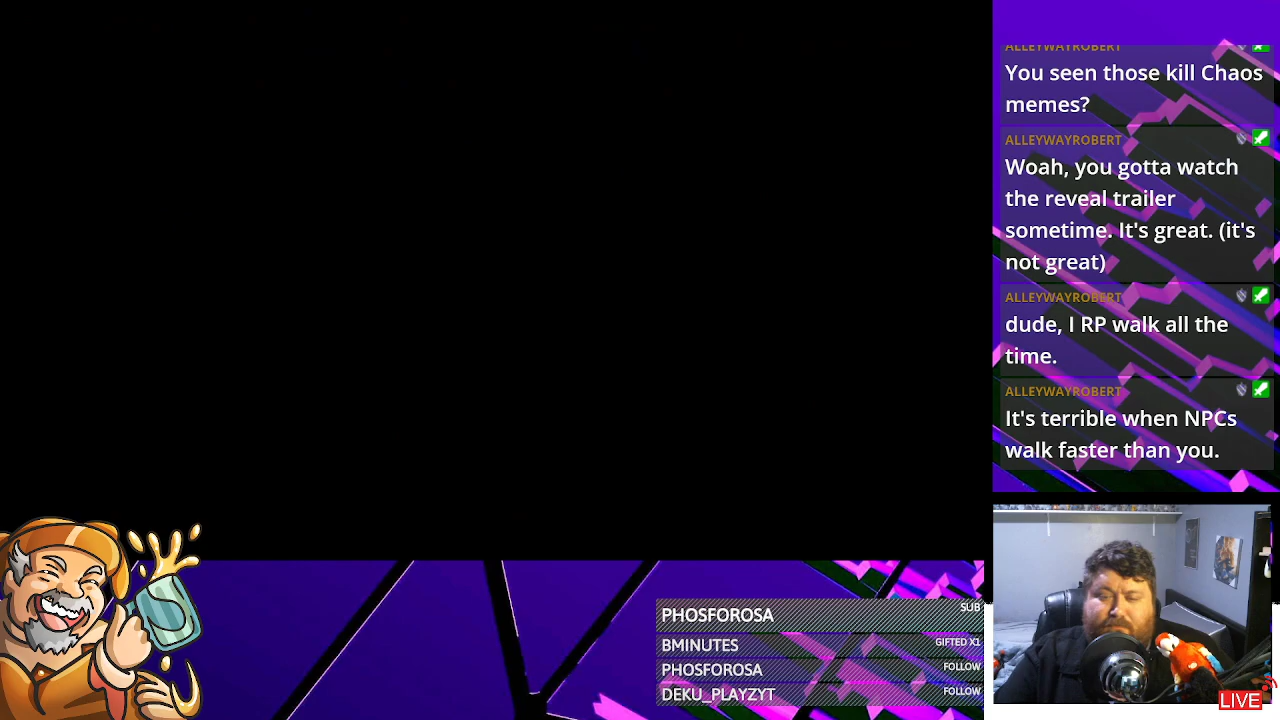 ALLEYWAYROBERT
You seen those kill Chaos
memes?
ALLEYWAYROBERT
Woah, you gotta watch
the reveal trailer
sometime. It's great. (it's
not great)
ALLEYWAYROBERT
dude, I RP walk all the
time.
ALLEYWAYROBERT
It's terrible when NPCs
walk faster than you.
PHOSFOROSA SUB
BMINUTES GIFTED X1
PHOSFOROSA FOLLOW
DEKU_PLAYZYT FOLLOW
LIVE